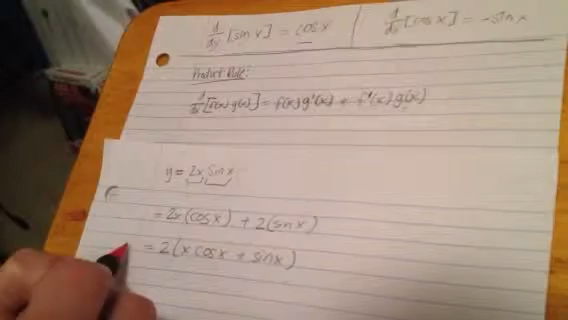 d/dx [sin x] = cos x
d/dx [cos x] = -sin x
Product Rule:
d/dx [f(x) g(x)] = f(x) g'(x) + f'(x) g(x)
y = 2x sin x
= 2x (cos x) + 2 (sin x)
= 2 (x cos x + sin x)